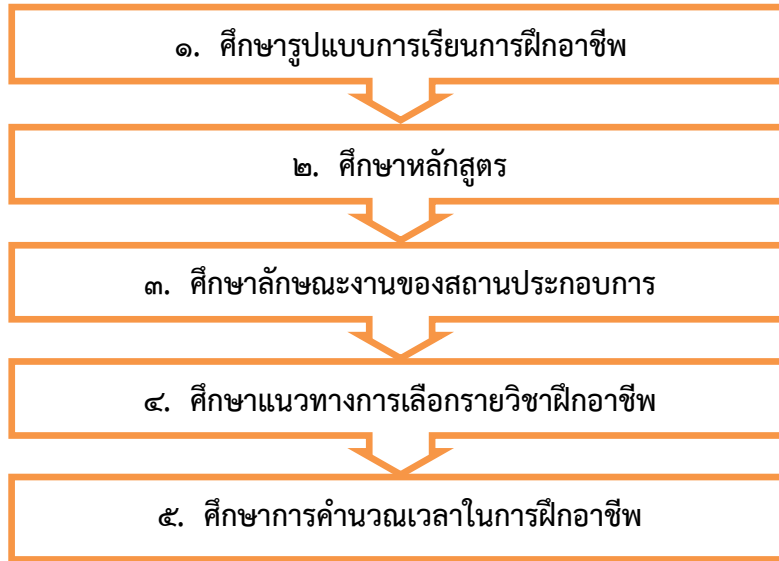 ๑. ศึกษารูปแบบการเรียนการฝึกอาชีพ
๒. ศึกษาหลักสูตร
๓. ศึกษาลักษณะงานของสถานประกอบการ
๔. ศึกษาแนวทางการเลือกรายวิชาฝึกอาชีพ
๕. ศึกษาการคำนวณเวลาในการฝึกอาชีพ